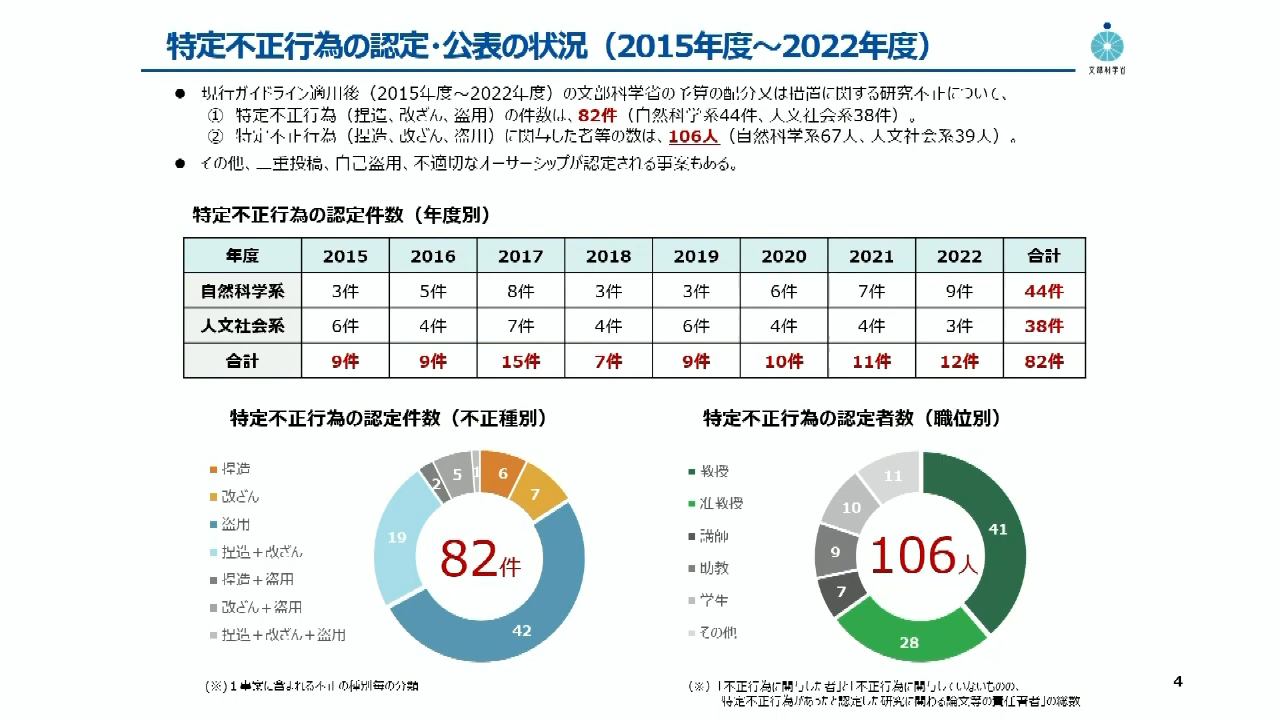 特定不正行為の認定・公表の状況（2015年度～2022年度）
文部科学省
● 現行ガイドライン適用後（2015年度～2022年度）の文部科学省の予算の配分又は措置に関する研究不正について、
① 特定不正行為（捏造、改ざん、盗用）の件数は、82件（自然科学系44件、人文社会系38件）。
② 特定不正行為（捏造、改ざん、盗用）に関与した者等の数は、106人（自然科学系67人、人文社会系39人）。
● その他、二重投稿、自己盗用、不適切なオーサーシップが認定される事案もある。
特定不正行為の認定件数（年度別）
年度 2015 2016 2017 2018 2019 2020 2021 2022 合計
自然科学系 3件 5件 8件 3件 3件 6件 7件 9件 44件
人文社会系 6件 4件 7件 4件 6件 4件 4件 3件 38件
合計 9件 9件 15件 7件 9件 10件 11件 12件 82件
特定不正行為の認定件数（不正種別）
捏造
改ざん
盗用
捏造＋改ざん
捏造＋盗用
改ざん＋盗用
捏造＋改ざん＋盗用
6
7
42
19
2
5
1
82件
（※）１事案に含まれる不正の種別毎の分類
特定不正行為の認定者数（職位別）
教授
准教授
講師
助教
学生
その他
41
28
7
9
10
11
106人
（※）「不正行為に関与した者」と「不正行為に関与していないものの、
特定不正行為があったと認定した研究に関わる論文等の責任著者」の総数
4